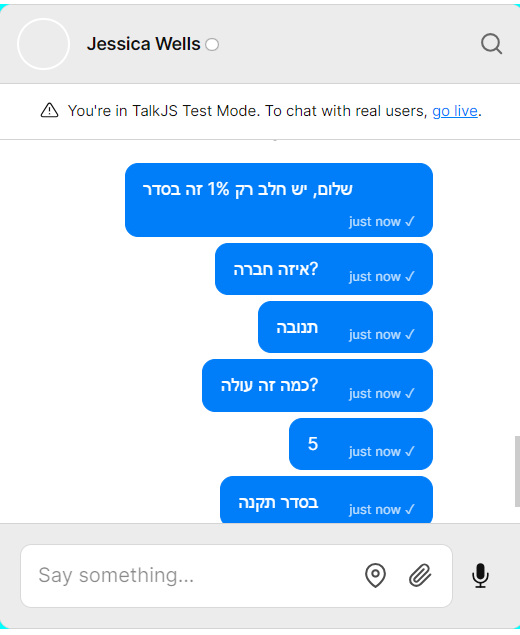 Jessica Wells
You're in TalkJS Test Mode. To chat with real users, go live.
שלום, יש חלב רק 1% זה בסדר
just now ✓
איזה חברה?
just now ✓
תנובה
just now ✓
כמה זה עולה?
just now ✓
5
just now ✓
בסדר תקנה
just now ✓
Say something...